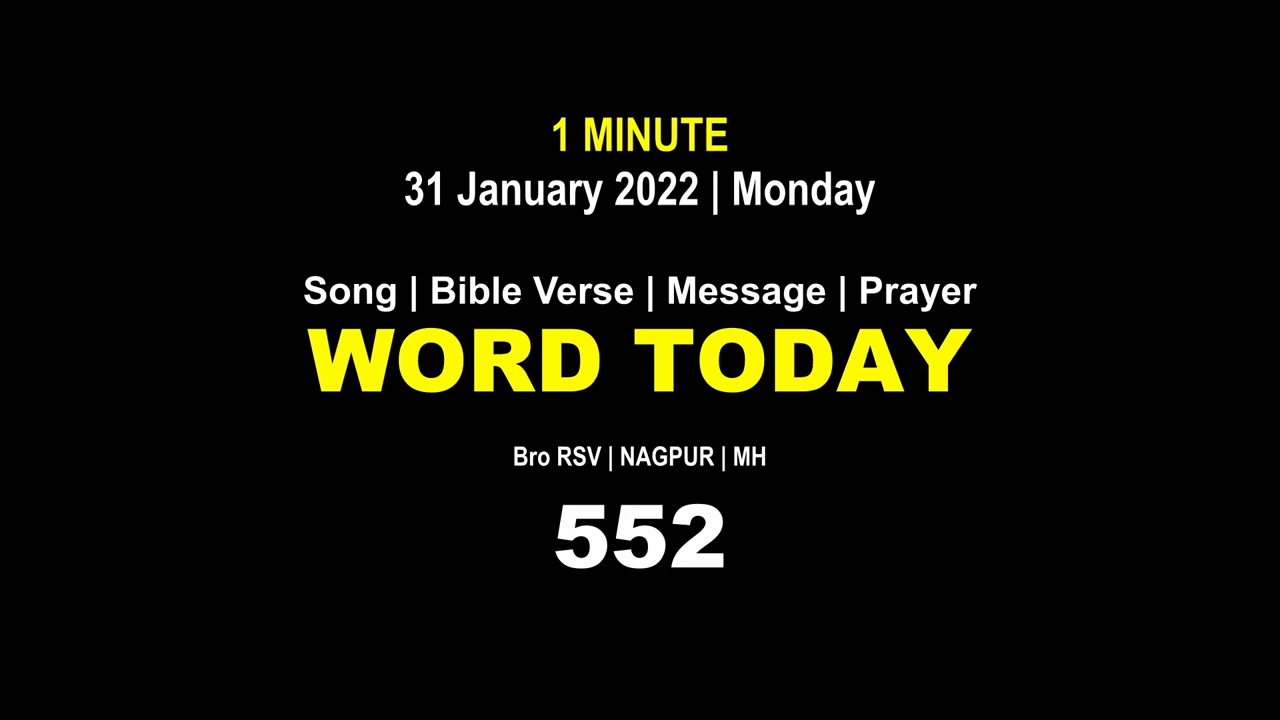 1 MINUTE
31 January 2022 | Monday
Song | Bible Verse | Message | Prayer
WORD TODAY
Bro RSV | NAGPUR | MH
552